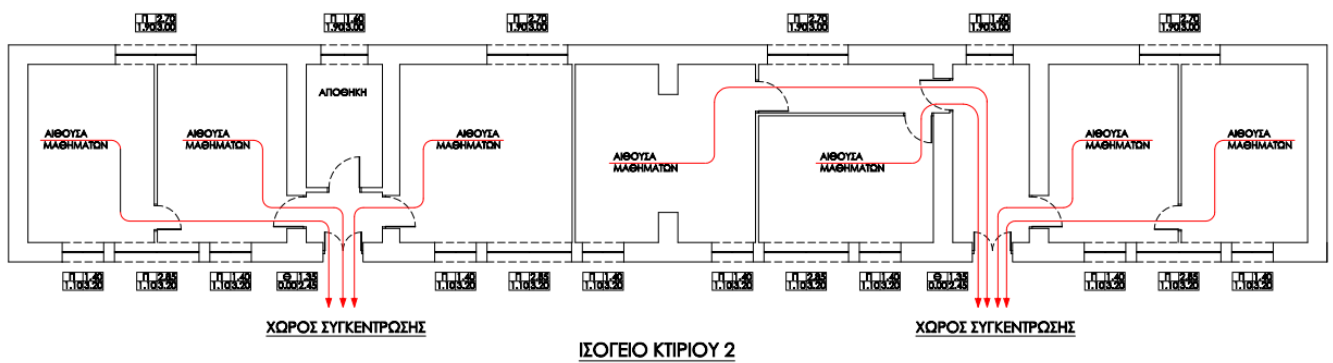 Π 2.70 Π 1.60 Π 2.70 Π 2.70 Π 1.60 Π 2.70
1.90 3.00 1.90 3.00 1.90 3.00 1.90 3.00 1.90 3.00 1.90 3.00
ΑΠΟΘΗΚΗ
ΑΙΘΟΥΣΑ ΑΙΘΟΥΣΑ ΑΙΘΟΥΣΑ ΑΙΘΟΥΣΑ ΑΙΘΟΥΣΑ
ΜΑΘΗΜΑΤΩΝ ΜΑΘΗΜΑΤΩΝ ΜΑΘΗΜΑΤΩΝ ΜΑΘΗΜΑΤΩΝ ΜΑΘΗΜΑΤΩΝ
ΑΙΘΟΥΣΑ ΑΙΘΟΥΣΑ
ΜΑΘΗΜΑΤΩΝ ΜΑΘΗΜΑΤΩΝ
Π 1.40 Π 2.85 Π 1.40 Θ 1.35 Π 1.40 Π 2.85 Π 1.40 Π 1.40 Π 2.85 Π 1.40 Θ 1.35 Π 1.40 Π 2.85 Π 1.40
1.10 3.20 1.10 3.20 1.10 3.20 0.00 2.45 1.10 3.20 1.10 3.20 1.10 3.20 1.10 3.20 1.10 3.20 1.10 3.20 0.00 2.45 1.10 3.20 1.10 3.20 1.10 3.20
ΧΩΡΟΣ ΣΥΓΚΕΝΤΡΩΣΗΣ ΧΩΡΟΣ ΣΥΓΚΕΝΤΡΩΣΗΣ
ΙΣΟΓΕΙΟ ΚΤΙΡΙΟΥ 2